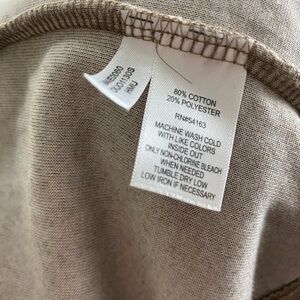 HMU
80% COTTON
20% POLYESTER
RN#54163
MACHINE WASH COLD
WITH LIKE COLORS
INSIDE OUT
ONLY NON-CHLORINE BLEACH
WHEN NEEDED
TUMBLE DRY LOW
LOW IRON IF NECESSARY